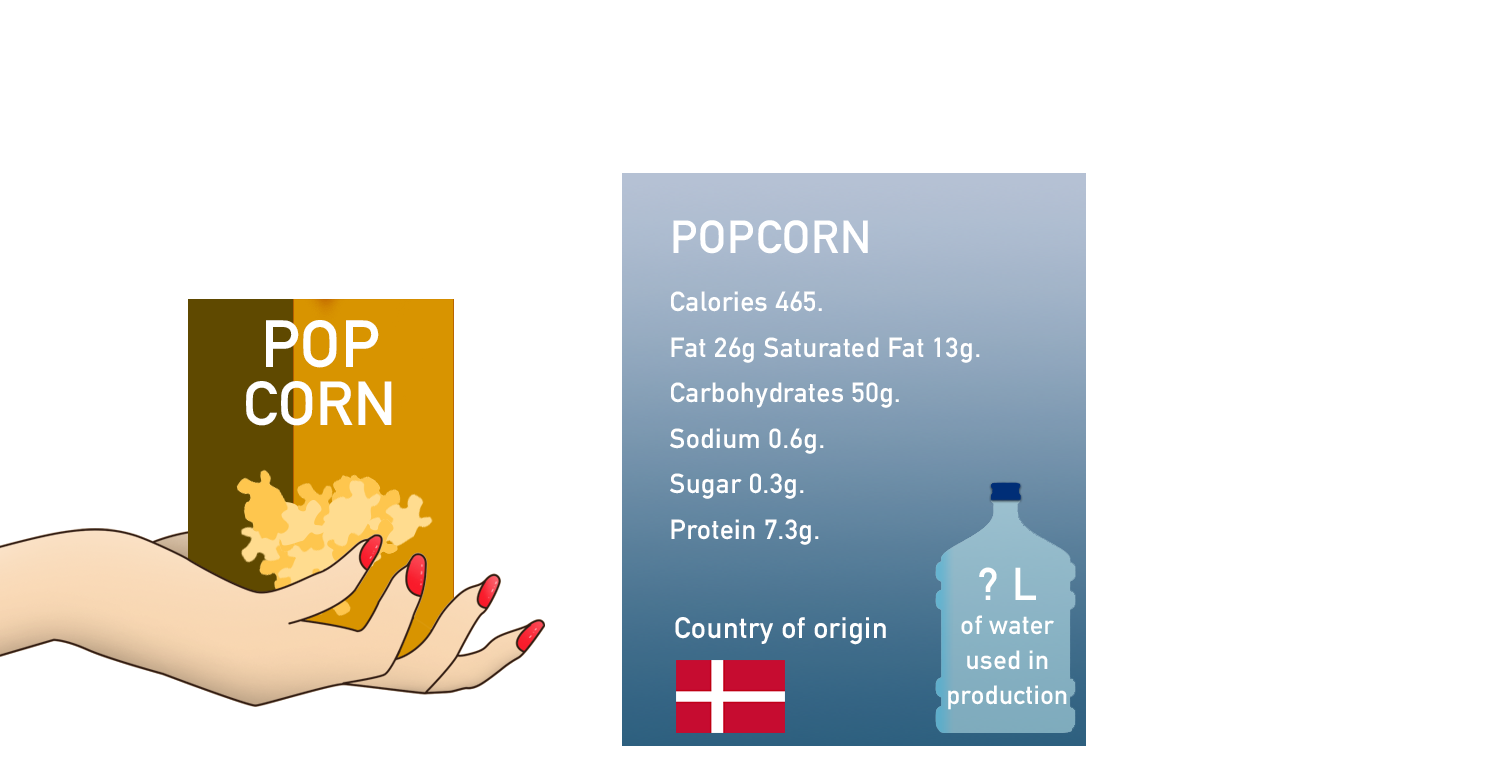 POP
CORN
POPCORN
Calories 465.
Fat 26g Saturated Fat 13g.
Carbohydrates 50g.
Sodium 0.6g.
Sugar 0.3g.
Protein 7.3g.
Country of origin
? L
of water
used in
production